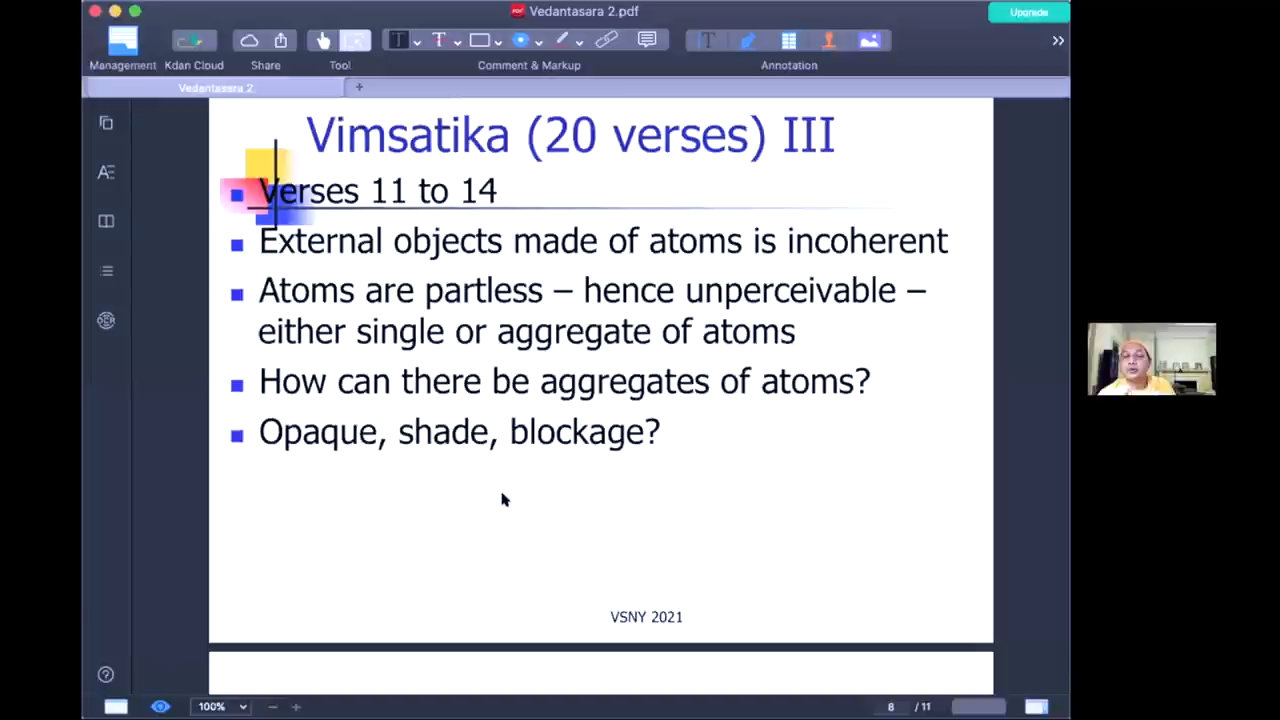 Vedantasara 2.pdf
Upgrade
Management Kdan Cloud Share Tool Comment & Markup Annotation
Vedantasara 2
Vimsatika (20 verses) III
Verses 11 to 14
External objects made of atoms is incoherent
Atoms are partless – hence unperceivable –
either single or aggregate of atoms
How can there be aggregates of atoms?
Opaque, shade, blockage?
VSNY 2021
100% 8 / 11